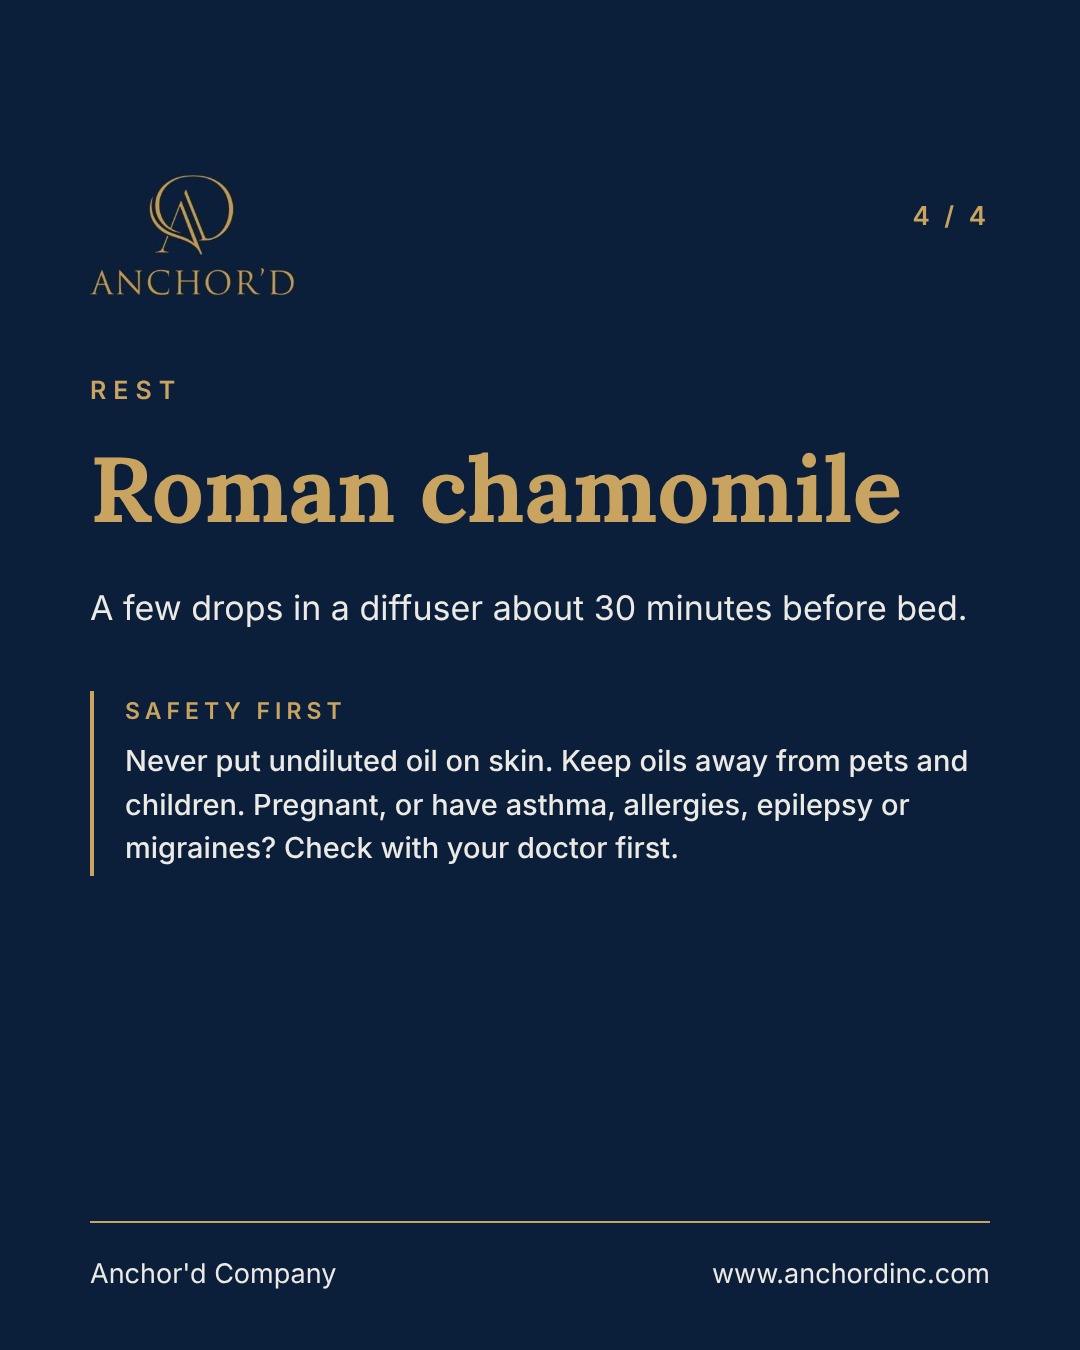 ANCHOR’D
4 / 4
REST
Roman chamomile
A few drops in a diffuser about 30 minutes before bed.
SAFETY FIRST
Never put undiluted oil on skin. Keep oils away from pets and
children. Pregnant, or have asthma, allergies, epilepsy or
migraines? Check with your doctor first.
Anchor'd Company
www.anchordinc.com